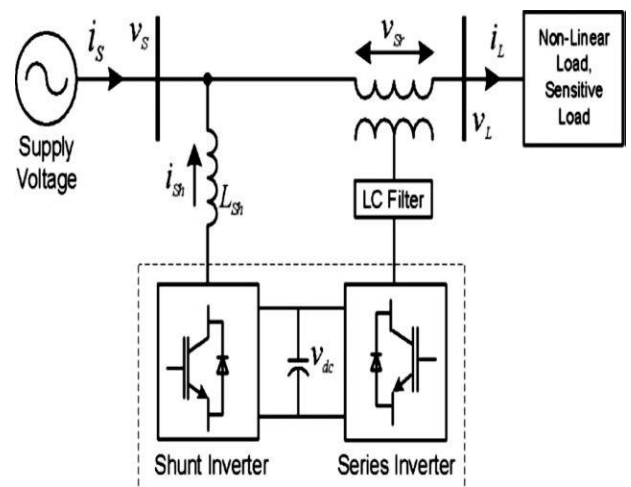 i_S
v_S
v_Sr
i_L
Non-Linear
Load,
Sensitive
Load
v_L
Supply
Voltage
i_Sh
L_Sh
LC Filter
v_dc
Shunt Inverter
Series Inverter